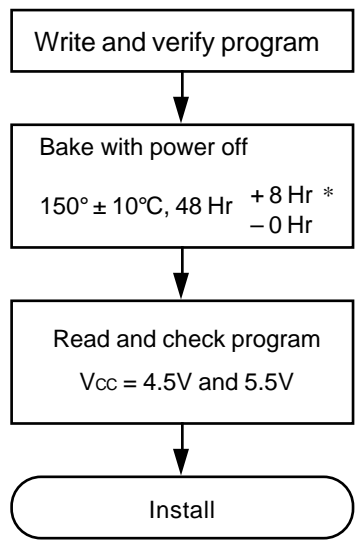 Write and verify program
Bake with power off
150° ± 10°C, 48 Hr + 8 Hr *
– 0 Hr
Read and check program
Vcc = 4.5V and 5.5V
Install